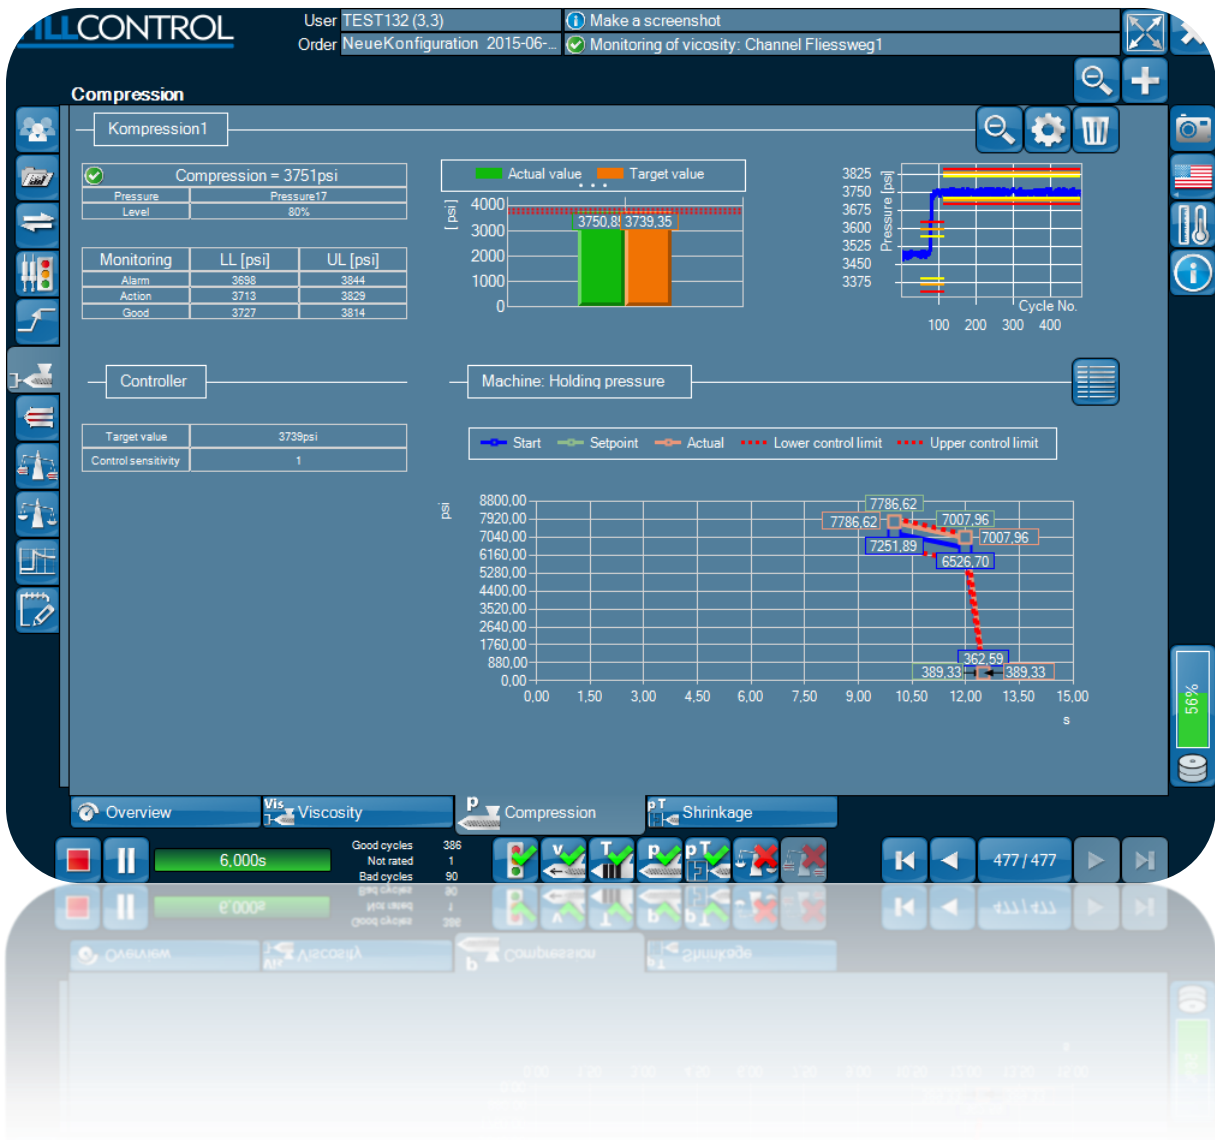 CONTROL
User TEST132 (3,3)
Make a screenshot
Order NeueKonfiguration 2015-06-...
Monitoring of vicosity: Channel Fliessweg1
Compression
Kompression1
Compression = 3751psi
Pressure Pressure17
Level 80%
Monitoring LL [psi] UL [psi]
Alarm 3698 3844
Action 3713 3829
Good 3727 3814
Actual value Target value
[psi]
4000
3000
2000
1000
0
3750,8 3739,35
Pressure [psi]
3825
3750
3675
3600
3525
3450
3375
Cycle No.
100 200 300 400
Controller
Target value 3739psi
Control sensitivity 1
Machine: Holding pressure
Start Setpoint Actual Lower control limit Upper control limit
psi
8800,00
7920,00
7040,00
6160,00
5280,00
4400,00
3520,00
2640,00
1760,00
880,00
0,00
7786,62
7786,62
7007,96
7007,96
7251,89
6526,70
362,59
389,33 389,33
0,00 1,50 3,00 4,50 6,00 7,50 9,00 10,50 12,00 13,50 15,00
s
56%
Overview
Vis Viscosity
p Compression
pT Shrinkage
6,000s
Good cycles 386
Not rated 1
Bad cycles 90
v T p pT
477 / 477